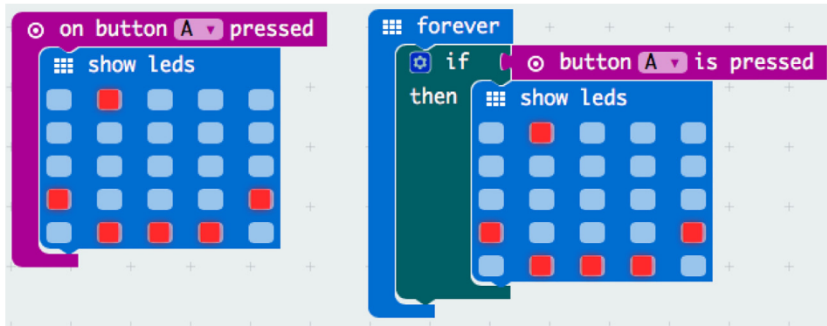 on button A pressed
show leds
forever
if button A is pressed
then show leds